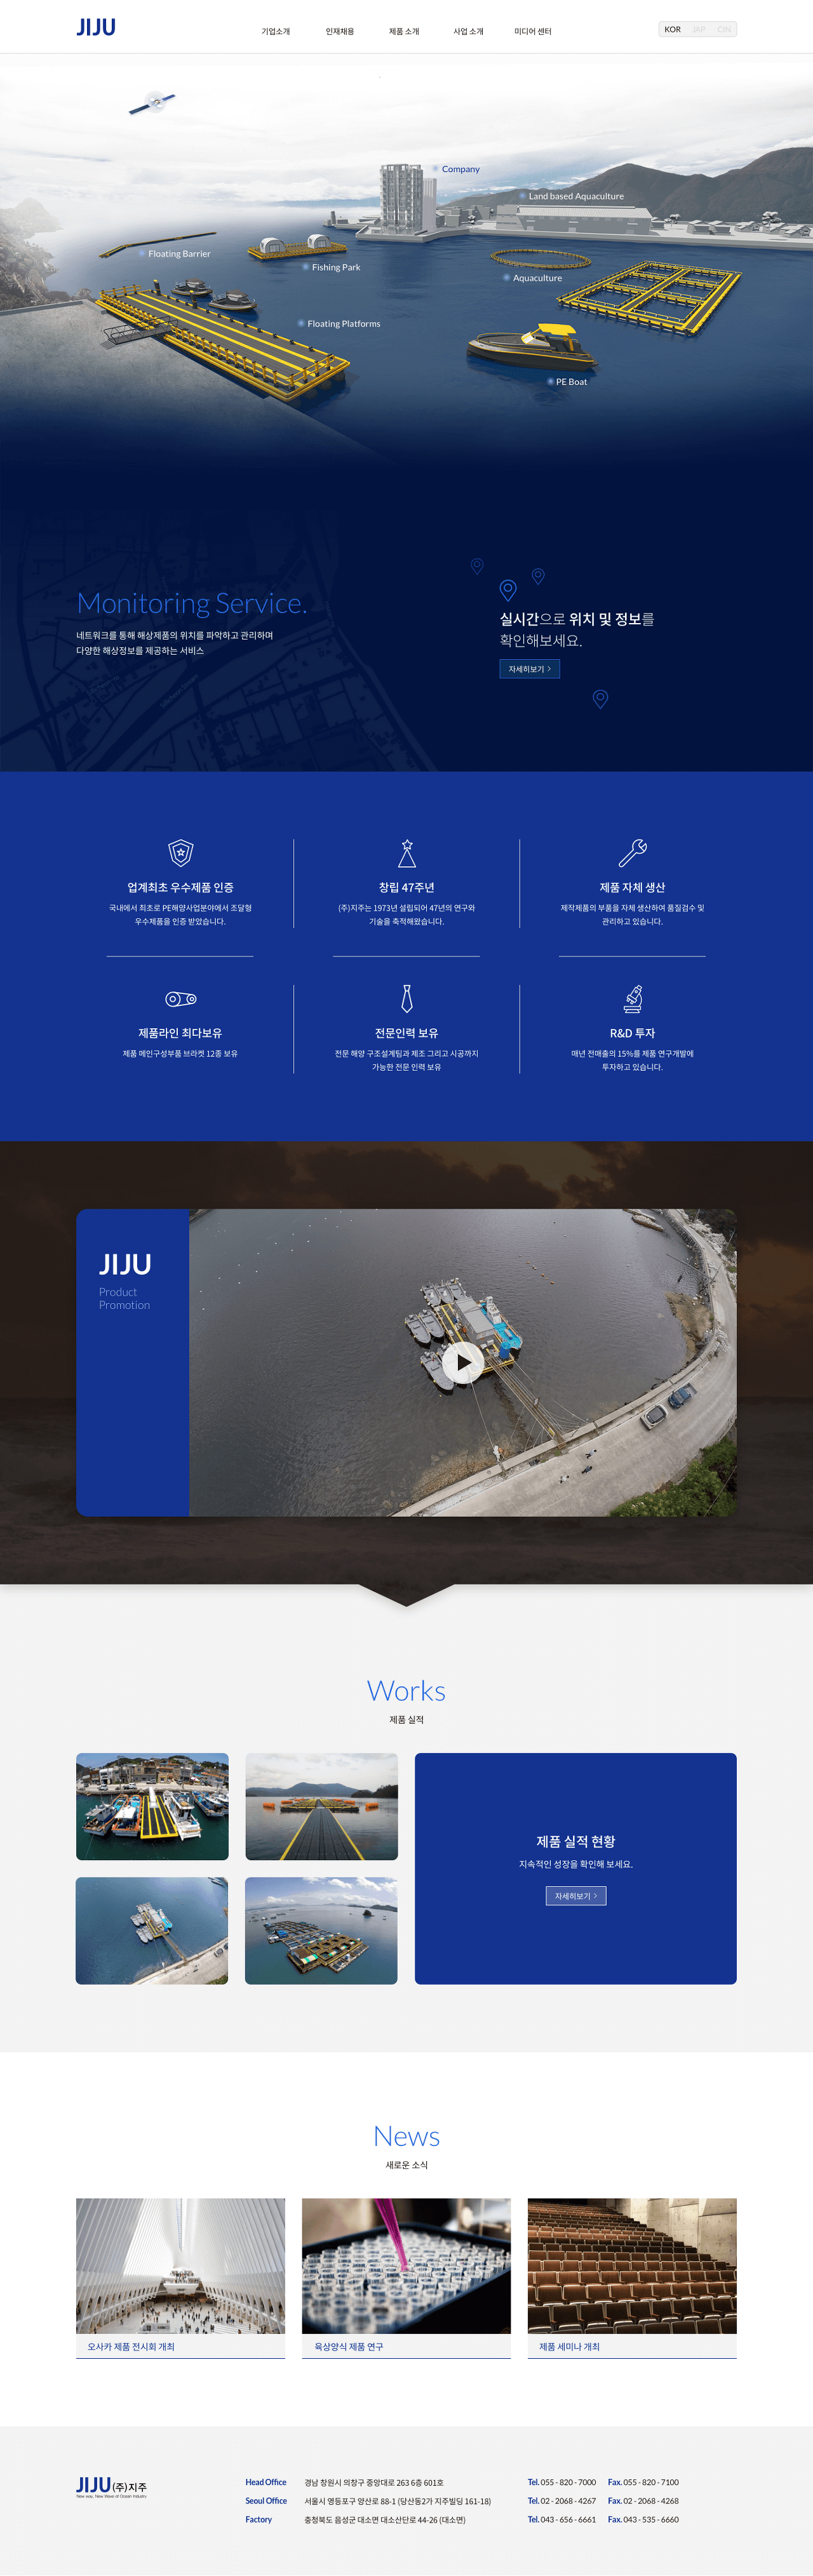 JIJU
기업소개 인재채용 제품 소개 사업 소개 미디어 센터
KOR JAP CIN
Company
Land based Aquaculture
Floating Barrier
Fishing Park
Aquaculture
Floating Platforms
PE Boat
Monitoring Service.
네트워크를 통해 해상제품의 위치를 파악하고 관리하며
다양한 해상정보를 제공하는 서비스
실시간으로 위치 및 정보를
확인해보세요.
자세히보기 >
업계최초 우수제품 인증
국내에서 최초로 PE해양사업분야에서 조달형
우수제품을 인증 받았습니다.
창립 47주년
(주)지주는 1973년 설립되어 47년의 연구와
기술을 축적해왔습니다.
제품 자체 생산
제작제품의 부품을 자체 생산하여 품질검수 및
관리하고 있습니다.
제품라인 최다보유
제품 메인구성부품 브라켓 12종 보유
전문인력 보유
전문 해양 구조설계팀과 제조 그리고 시공까지
가능한 전문 인력 보유
R&D 투자
매년 전매출의 15%를 제품 연구개발에
투자하고 있습니다.
JIJU
Product
Promotion
Works
제품 실적
제품 실적 현황
지속적인 성장을 확인해 보세요.
자세히보기 >
News
새로운 소식
오사카 제품 전시회 개최
육상양식 제품 연구
제품 세미나 개최
JIJU (주)지주
New way, New Wave of Ocean Industry
Head Office 경남 창원시 의창구 중앙대로 263 6층 601호 Tel. 055 - 820 - 7000 Fax. 055 - 820 - 7100
Seoul Office 서울시 영등포구 양산로 88-1 (당산동2가 지주빌딩 161-18) Tel. 02 - 2068 - 4267 Fax. 02 - 2068 - 4268
Factory 충청북도 음성군 대소면 대소산단로 44-26 (대소면) Tel. 043 - 656 - 6661 Fax. 043 - 535 - 6660